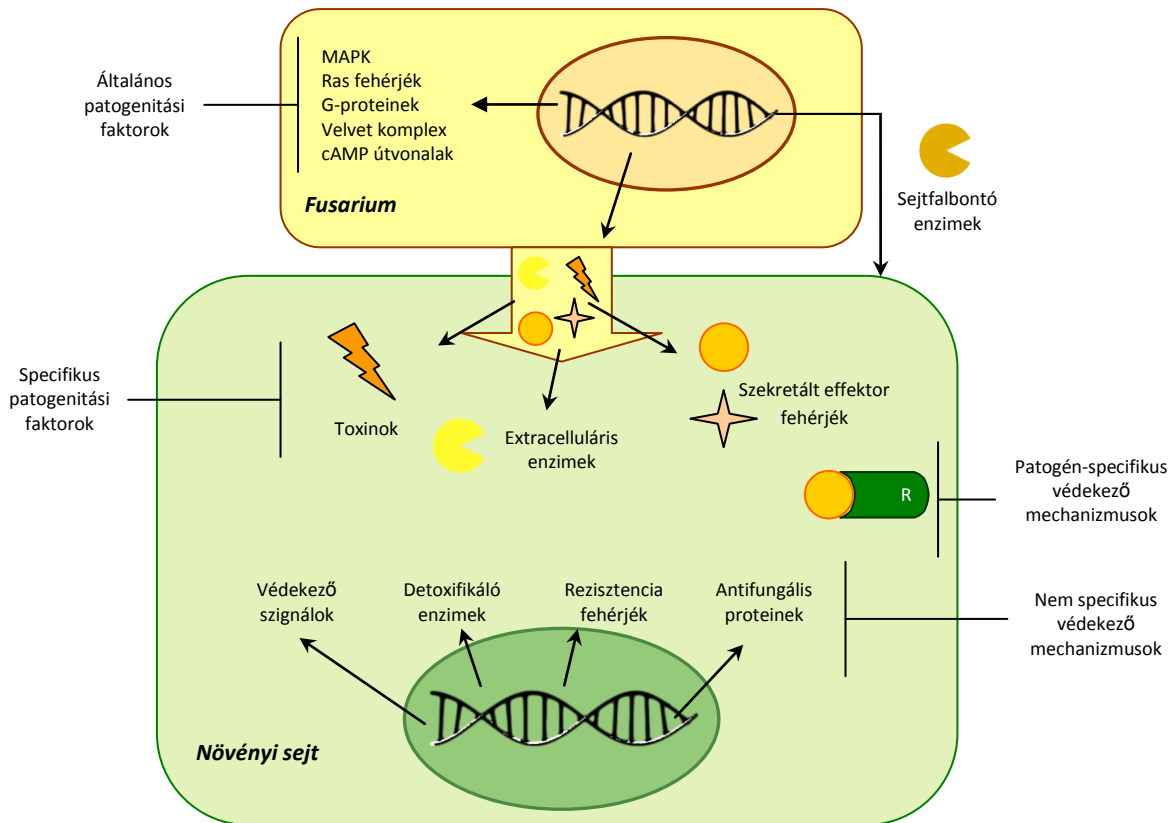 Általános
patogenitási
faktorok
MAPK
Ras fehérjék
G-proteinek
Velvet komplex
cAMP útvonalak
Fusarium
Sejtfalbontó
enzimek
Specifikus
patogenitási
faktorok
Toxinok
Extracelluláris
enzimek
Szekretált effektor
fehérjék
R
Patogén-specifikus
védekező
mechanizmusok
Védekező
szignálok
Detoxifikáló
enzimek
Rezisztencia
fehérjék
Antifungális
proteinek
Nem specifikus
védekező
mechanizmusok
Növényi sejt